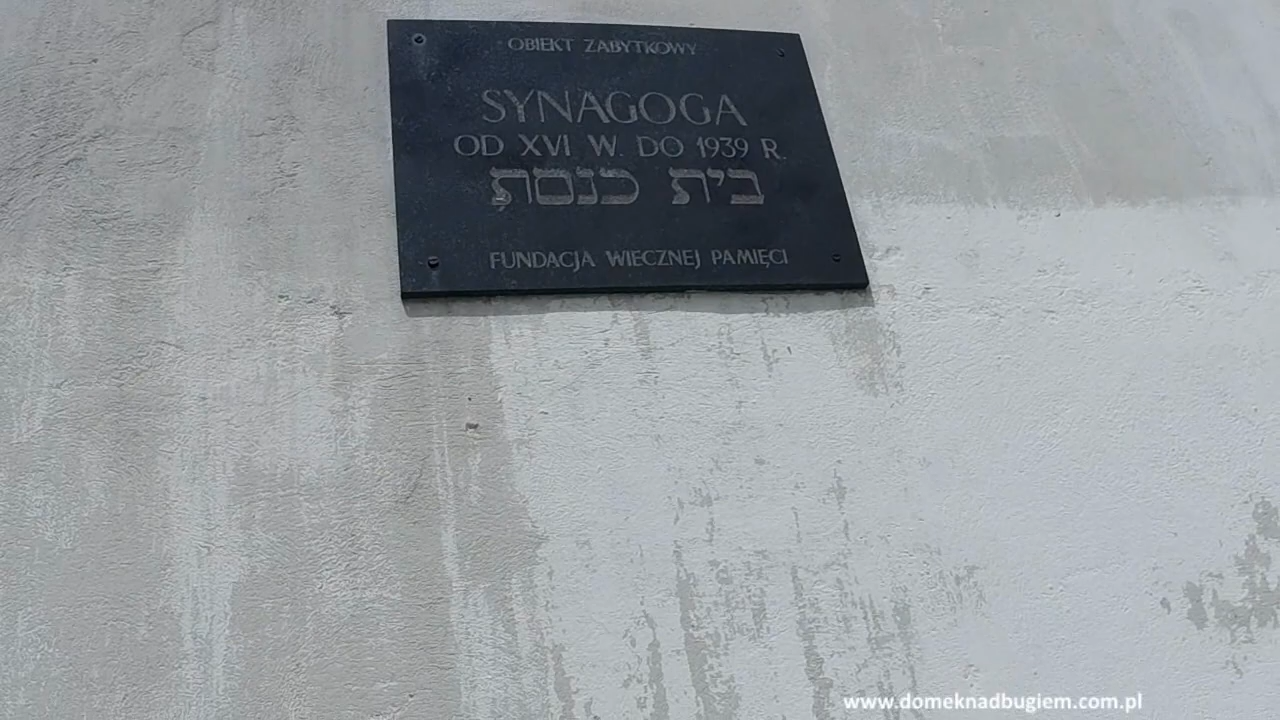 OBIEKT ZABYTKOWY
SYNAGOGA
OD XVI W. DO 1939 R.
בית כנסת
FUNDACJA WIECZNEJ PAMIĘCI
www.domeknadbugiem.com.pl